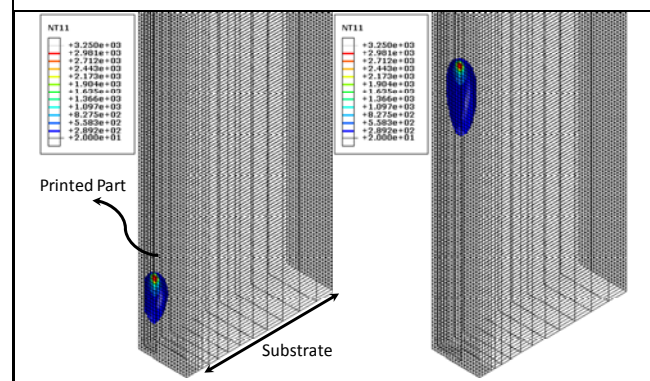 NT11
+3.250e+03
+2.981e+03
+2.712e+03
+2.443e+03
+2.173e+03
+1.904e+03
+1.635e+03
+1.366e+03
+1.097e+03
+8.275e+02
+5.583e+02
+2.892e+02
+2.000e+01
NT11
+3.250e+03
+2.981e+03
+2.712e+03
+2.443e+03
+2.173e+03
+1.904e+03
+1.635e+03
+1.366e+03
+1.097e+03
+8.275e+02
+5.583e+02
+2.892e+02
+2.000e+01
Printed Part
Substrate